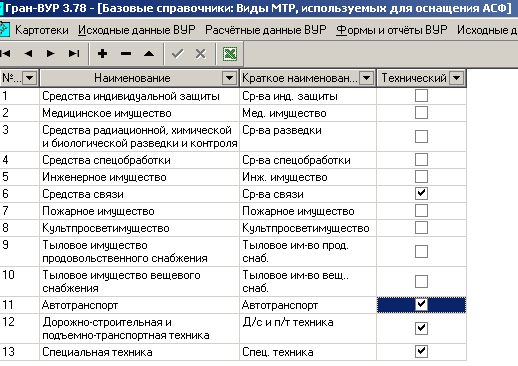 Гран-ВУР 3.78 - [Базовые справочники: Виды МТР, используемых для оснащения АСФ]
Картотеки Исходные данные ВУР Расчётные данные ВУР Формы и отчёты ВУР Исходные д
№... Наименование Краткое наименован... Технический
1 Средства индивидуальной защиты Ср-ва инд. защиты
2 Медицинское имущество Мед. имущество
3 Средства радиационной, химической Ср-ва разведки
и биологической разведки и контроля
4 Средства спецобработки Ср-ва спецобработки
5 Инженерное имущество Инж. имущество
6 Средства связи Ср-ва связи
7 Пожарное имущество Пожарное имущество
8 Культпросветимущество Культпросветимущество
9 Тыловое имущество Тыловое им-во прод.
продовольственного снабжения снаб.
10 Тыловое имущество вещевого Тыловое им-во вещ..
снабжения снаб.
11 Автотранспорт Автотранспорт
12 Дорожно-строительная и Д/с и п/т техника
подъемно-транспортная техника
13 Специальная техника Спец. техника